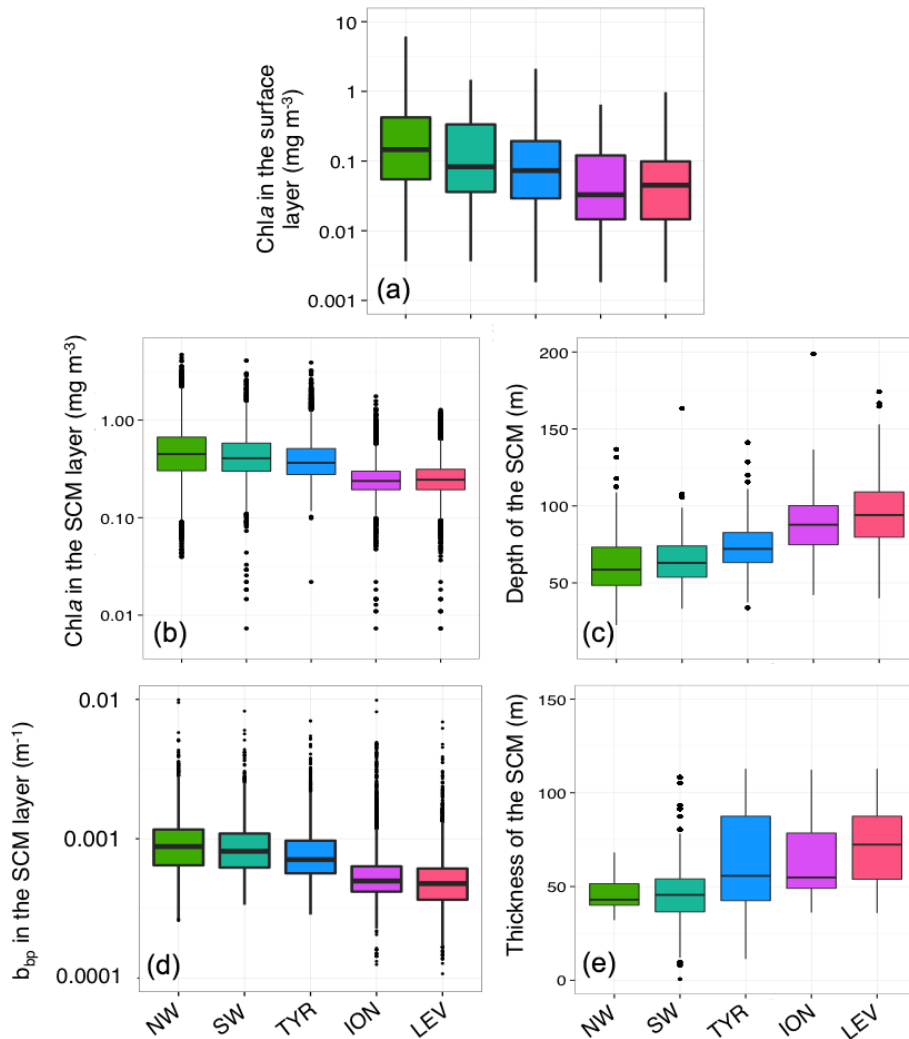 Chla in the surface
layer (mg m⁻³)
10
1
0.1
0.01
0.001
(a)
Chla in the SCM layer (mg m⁻³)
1.00
0.10
0.01
(b)
Depth of the SCM (m)
200
150
100
50
(c)
b_bp in the SCM layer (m⁻¹)
0.01
0.001
0.0001
(d)
NW
SW
TYR
ION
LEV
Thickness of the SCM (m)
150
100
50
0
(e)
NW
SW
TYR
ION
LEV